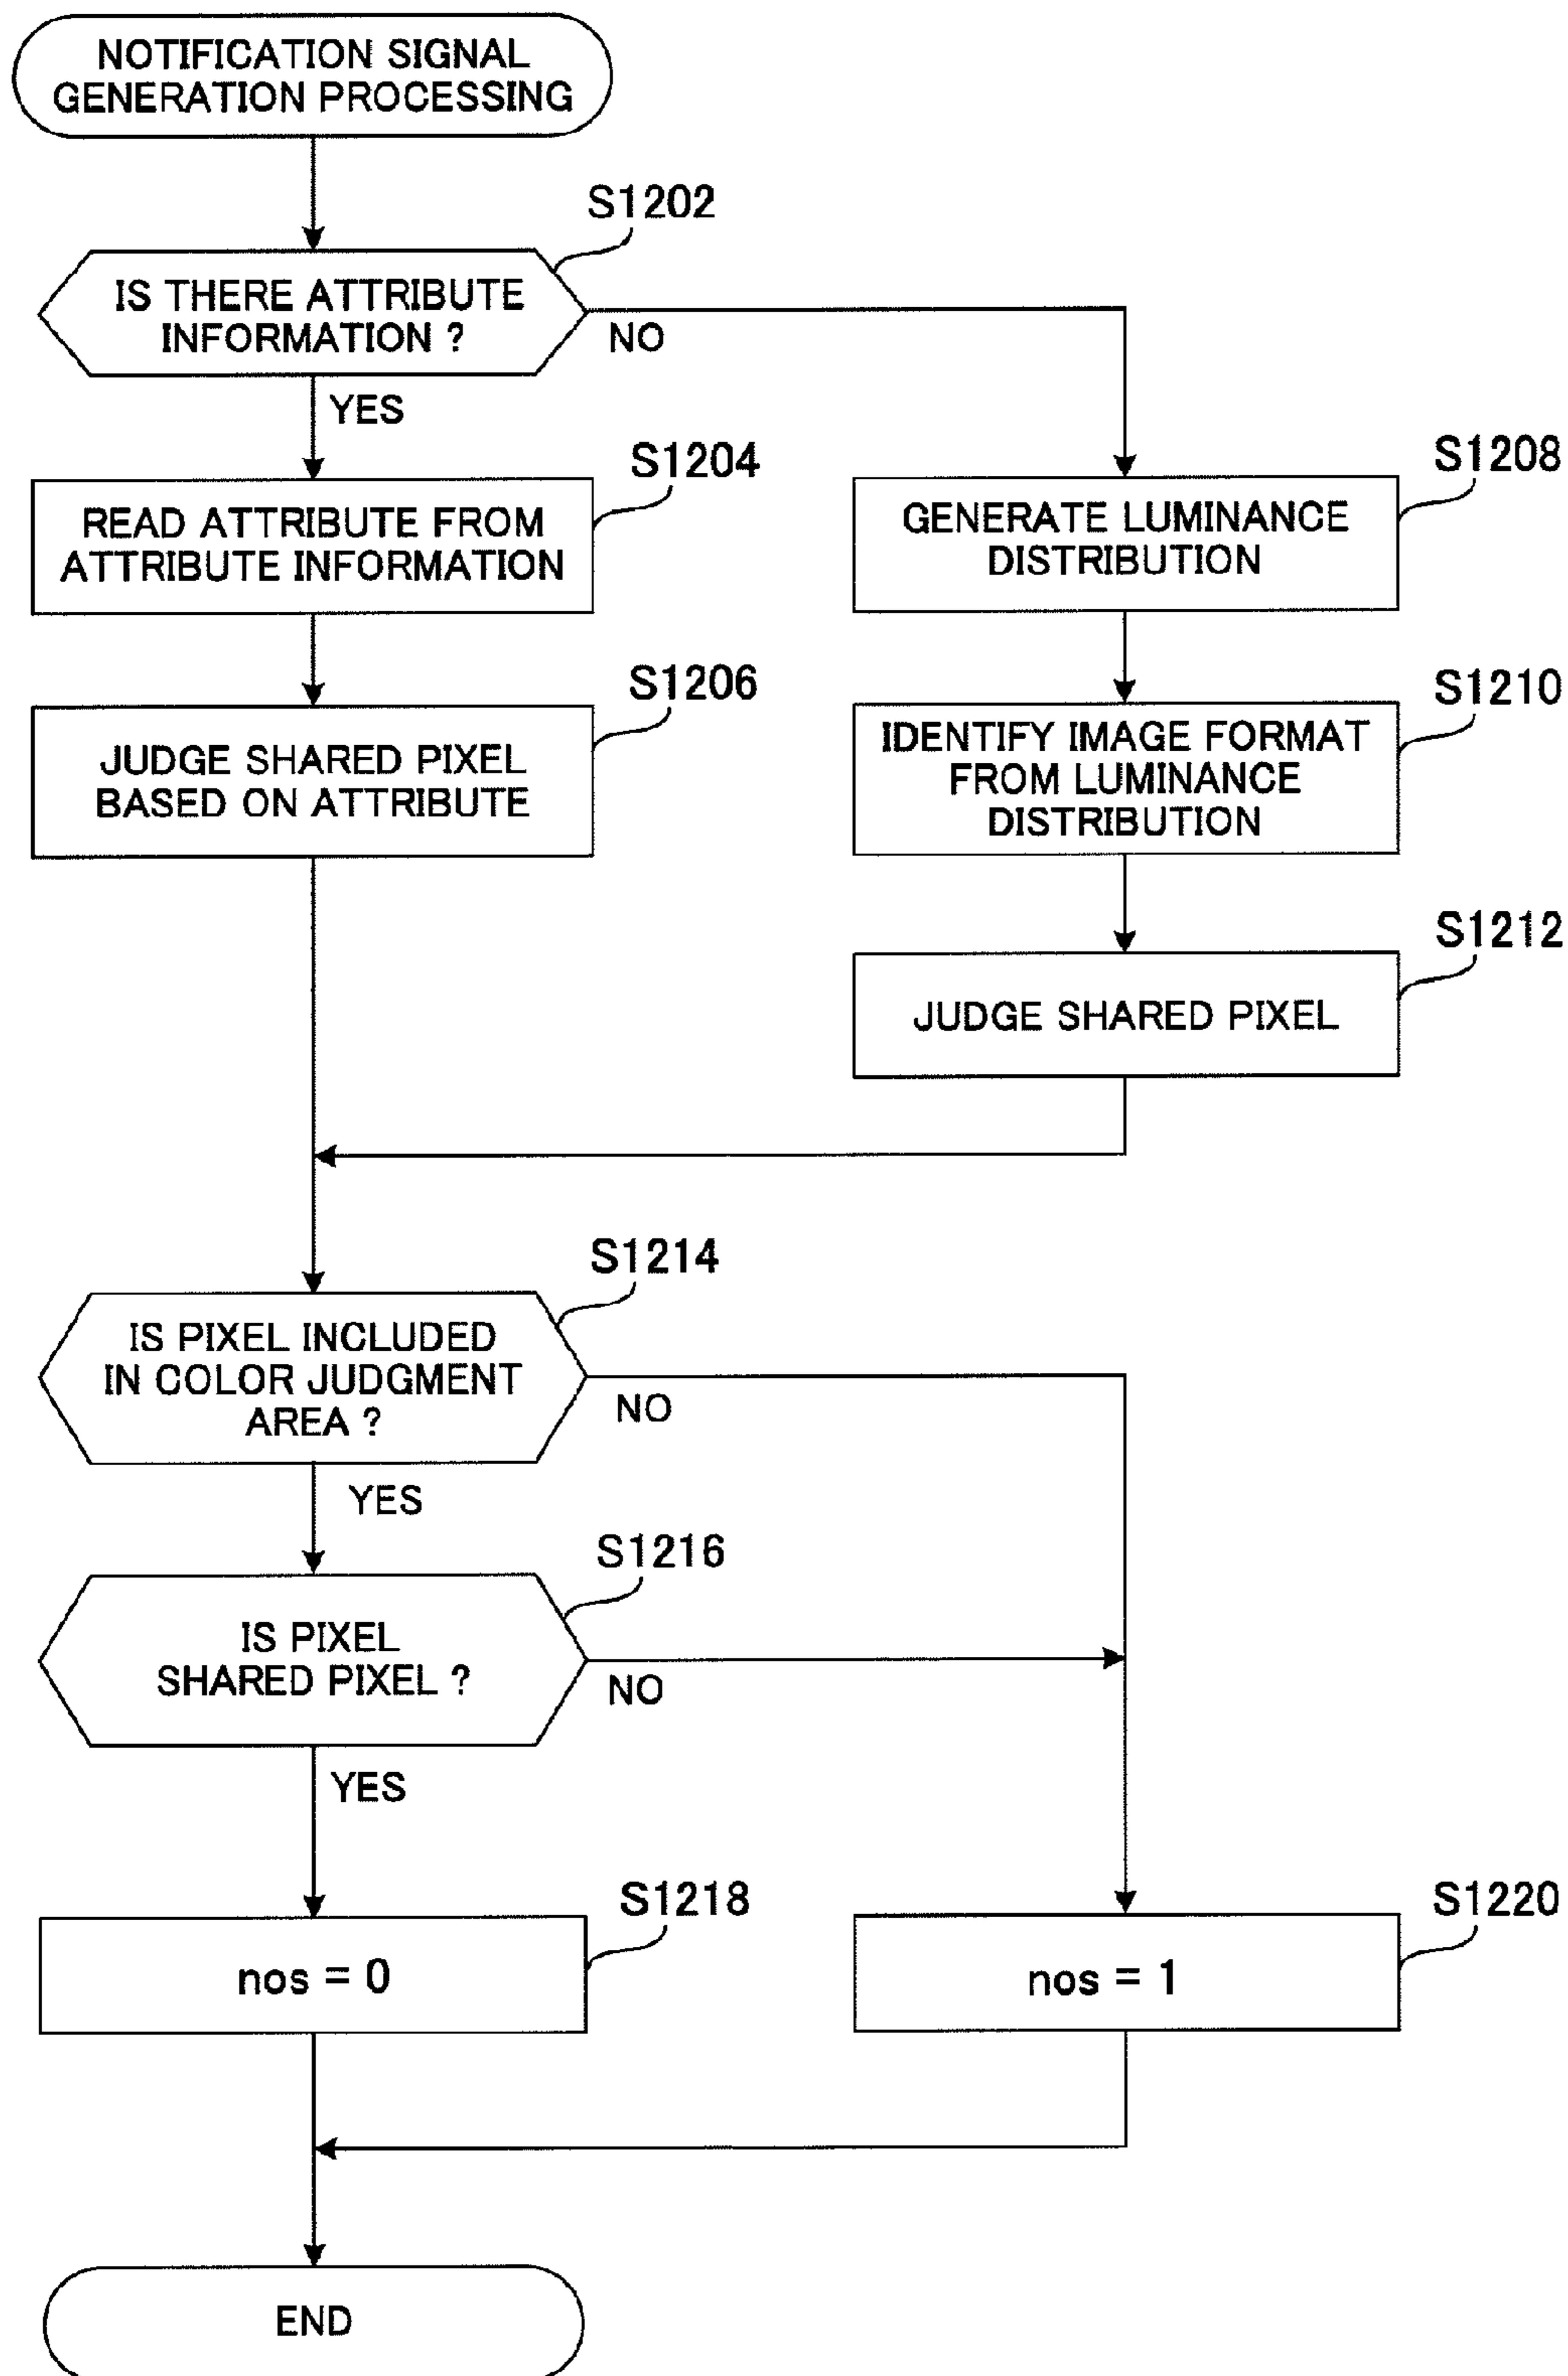 NOTIFICATION SIGNAL
GENERATION PROCESSING
S1202
IS THERE ATTRIBUTE
INFORMATION ?
NO
YES
S1204
READ ATTRIBUTE FROM
ATTRIBUTE INFORMATION
S1208
GENERATE LUMINANCE
DISTRIBUTION
S1206
JUDGE SHARED PIXEL
BASED ON ATTRIBUTE
S1210
IDENTIFY IMAGE FORMAT
FROM LUMINANCE
DISTRIBUTION
S1212
JUDGE SHARED PIXEL
S1214
IS PIXEL INCLUDED
IN COLOR JUDGMENT
AREA ?
NO
YES
S1216
IS PIXEL
SHARED PIXEL ?
NO
YES
S1218
nos = 0
S1220
nos = 1
END